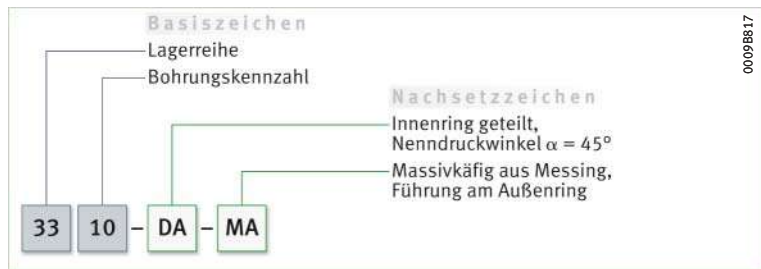 Basiszeichen
Lagerreihe
Bohrungskennzahl
Nachsetzzeichen
Innenring geteilt,
Nenndruckwinkel α = 45°
Massivkäfig aus Messing,
Führung am Außenring
33 10 – DA – MA
0009B817